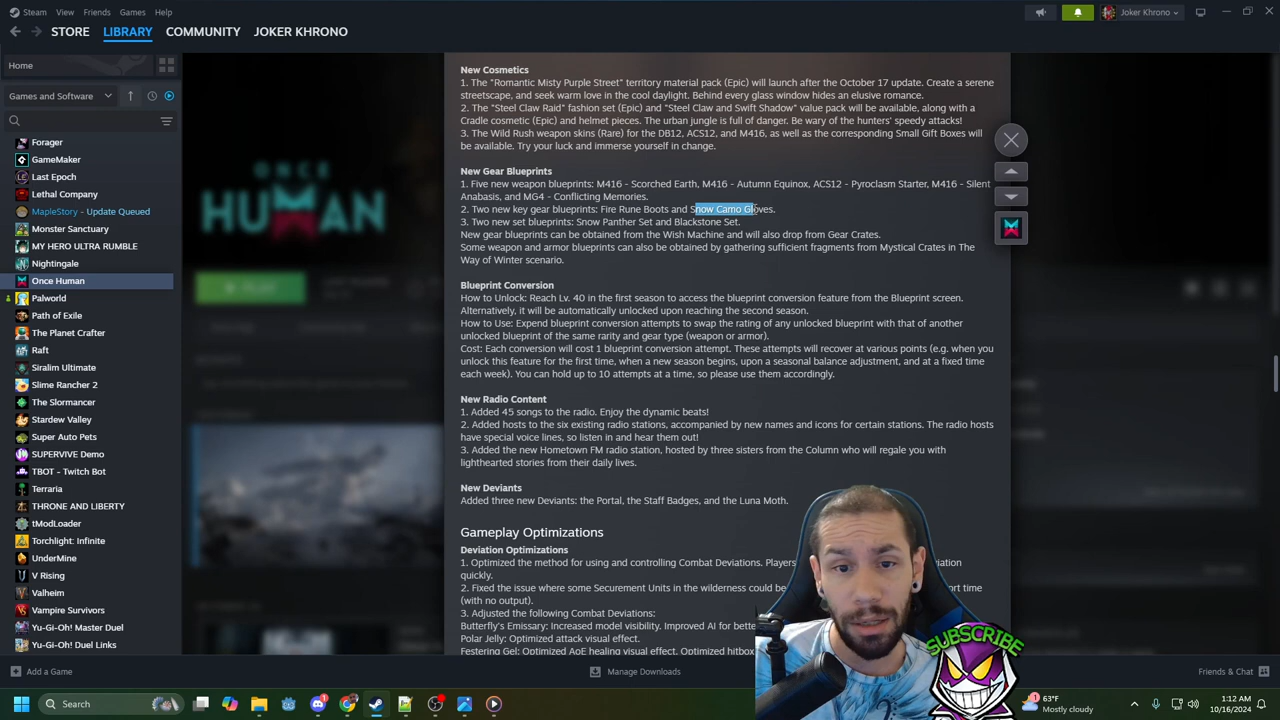 Steam View Friends Games Help
Joker Khrono
STORE LIBRARY COMMUNITY JOKER KHRONO
Home
Games and Software
Forager
GameMaker
Last Epoch
Lethal Company
MapleStory - Update Queued
Monster Sanctuary
MY HERO ULTRA RUMBLE
Nightingale
Once Human
Palworld
Path of Exile
The Planet Crafter
Raft
Siralim Ultimate
Slime Rancher 2
The Slormancer
Stardew Valley
Super Auto Pets
SUPERVIVE Demo
TBOT - Twitch Bot
Terraria
THRONE AND LIBERTY
tModLoader
Torchlight: Infinite
UnderMine
V Rising
Valheim
Vampire Survivors
Yu-Gi-Oh! Master Duel
Yu-Gi-Oh! Duel Links
ONCE
HUMAN
New Cosmetics
1. The "Romantic Misty Purple Street" territory material pack (Epic) will launch after the October 17 update. Create a serene
streetscape, and seek warm love in the cool daylight. Behind every glass window hides an elusive romance.
2. The "Steel Claw Raid" fashion set (Epic) and "Steel Claw and Swift Shadow" value pack will be available, along with a
Cradle cosmetic (Epic) and helmet pieces. The urban jungle is full of danger. Be wary of the hunters' speedy attacks!
3. The Wild Rush weapon skins (Rare) for the DB12, ACS12, and M416, as well as the corresponding Small Gift Boxes will
be available. Try your luck and immerse yourself in change.
New Gear Blueprints
1. Five new weapon blueprints: M416 - Scorched Earth, M416 - Autumn Equinox, ACS12 - Pyroclasm Starter, M416 - Silent
Anabasis, and MG4 - Conflicting Memories.
2. Two new key gear blueprints: Fire Rune Boots and Snow Camo Gloves.
3. Two new set blueprints: Snow Panther Set and Blackstone Set.
New gear blueprints can be obtained from the Wish Machine and will also drop from Gear Crates.
Some weapon and armor blueprints can also be obtained by gathering sufficient fragments from Mystical Crates in The
Way of Winter scenario.
Blueprint Conversion
How to Unlock: Reach Lv. 40 in the first season to access the blueprint conversion feature from the Blueprint screen.
Alternatively, it will be automatically unlocked upon reaching the second season.
How to Use: Expend blueprint conversion attempts to swap the rating of any unlocked blueprint with that of another
unlocked blueprint of the same rarity and gear type (weapon or armor).
Cost: Each conversion will cost 1 blueprint conversion attempt. These attempts will recover at various points (e.g. when you
unlock this feature for the first time, when a new season begins, upon a seasonal balance adjustment, and at a fixed time
each week). You can hold up to 10 attempts at a time, so please use them accordingly.
New Radio Content
1. Added 45 songs to the radio. Enjoy the dynamic beats!
2. Added hosts to the six existing radio stations, accompanied by new names and icons for certain stations. The radio hosts
have special voice lines, so listen in and hear them out!
3. Added the new Hometown FM radio station, hosted by three sisters from the Column who will regale you with
lighthearted stories from their daily lives.
New Deviants
Added three new Deviants: the Portal, the Staff Badges, and the Luna Moth.
Gameplay Optimizations
Deviation Optimizations
1. Optimized the method for using and controlling Combat Deviations. Players
quickly.
2. Fixed the issue where some Securement Units in the wilderness could be
(with no output).
3. Adjusted the following Combat Deviations:
Butterfly's Emissary: Increased model visibility. Improved AI for
Polar Jelly: Optimized attack visual effect.
Festering Gel: Optimized AoE healing visual effect. Optimized hitbox
SUBSCRIBE
Add a Game
Manage Downloads
Friends & Chat
Search
63°F
Mostly cloudy
1:12 AM
10/16/2024